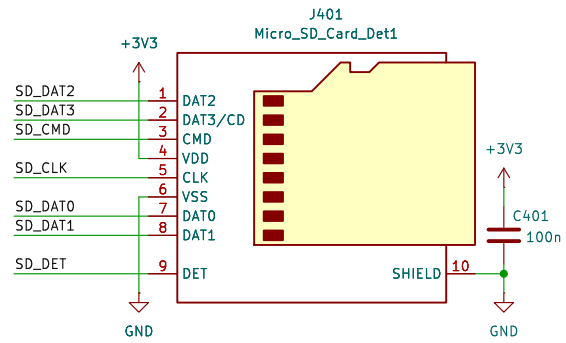 J401
Micro_SD_Card_Det1
+3V3
SD_DAT2 1 DAT2
SD_DAT3 2 DAT3/CD
SD_CMD 3 CMD
4 VDD
+3V3
SD_CLK 5 CLK
6 VSS
SD_DAT0 7 DAT0
C401
SD_DAT1 8 DAT1
100n
SD_DET 9 DET
SHIELD 10
GND
GND